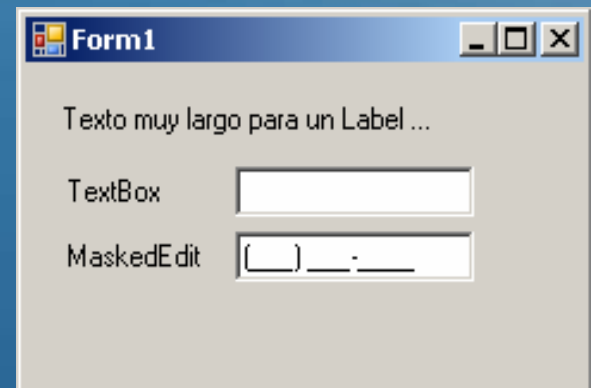 Form1
Texto muy largo para un Label ...
TextBox
MaskedEdit (___) ___-____